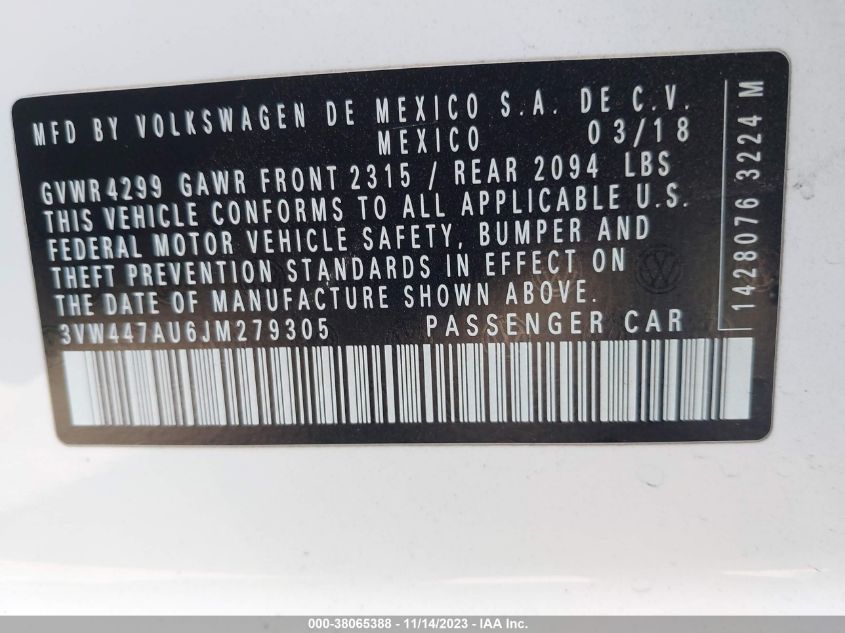 MFD BY VOLKSWAGEN DE MEXICO S.A. DE C.V.
MEXICO 03/18
GVWR4299 GAWR FRONT 2315 / REAR 2094 LBS
THIS VEHICLE CONFORMS TO ALL APPLICABLE U.S.
FEDERAL MOTOR VEHICLE SAFETY, BUMPER AND
THEFT PREVENTION STANDARDS IN EFFECT ON
THE DATE OF MANUFACTURE SHOWN ABOVE.
3VW447AU6JM279305 PASSENGER CAR
1428076 3224 M
000-38065388 - 11/14/2023 - IAA Inc.